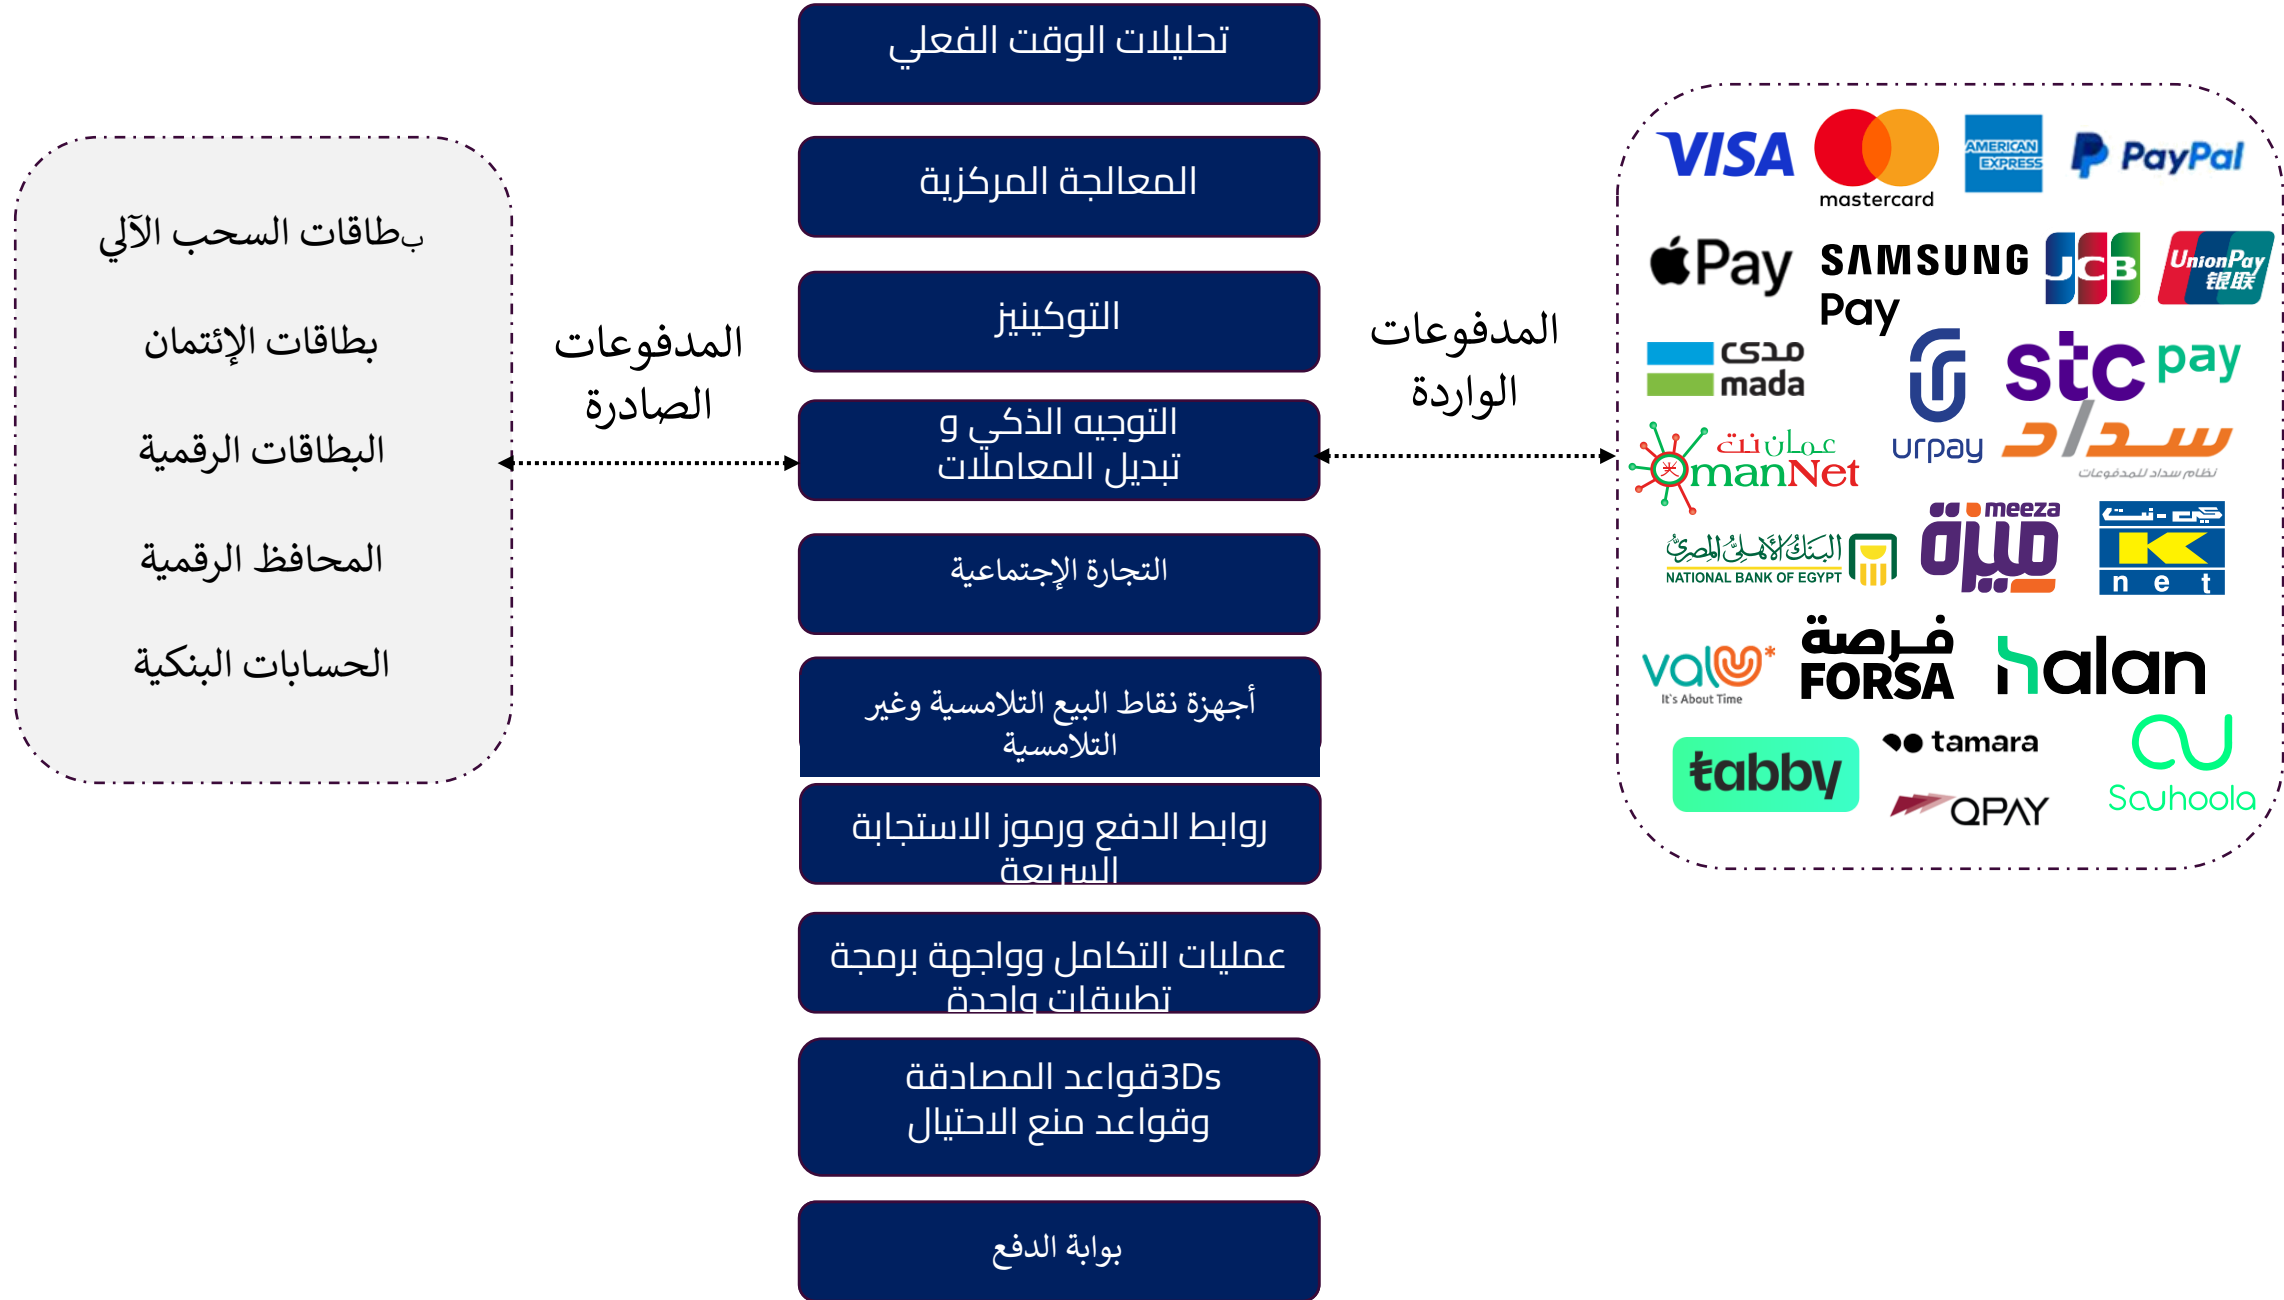 تحليلات الوقت الفعلي
المعالجة المركزية
التوكينيز
التوجيه الذكي و
تبديل المعاملات
التجارة الإجتماعية
أجهزة نقاط البيع التلامسية وغير
التلامسية
روابط الدفع ورموز الاستجابة
السريعة
عمليات التكامل وواجهة برمجة
تطبيقات واحدة
3Dsقواعد المصادقة
وقواعد منع الاحتيال
بوابة الدفع
المدفوعات
الواردة
VISA
mastercard
AMERICAN
EXPRESS
PayPal
Pay
SAMSUNG
Pay
JCB
UnionPay
银联
مدى
mada
urpay
stc pay
سداد
نظام سداد للمدفوعات
عمان نت
OmanNet
البنك الأهلي المصري
NATIONAL BANK OF EGYPT
meeza
ميزة
كي-نت
K
net
valU*
It's About Time
فرصة
FORSA
halan
tabby
tamara
QPAY
Souhoola
المدفوعات
الصادرة
بطاقات السحب الآلي
بطاقات الإئتمان
البطاقات الرقمية
المحافظ الرقمية
الحسابات البنكية